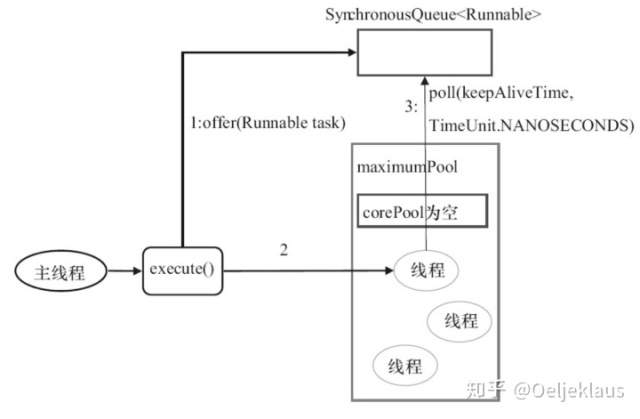 SynchronousQueue<Runnable>
1:offer(Runnable task)
3:
poll(keepAliveTime,
TimeUnit.NANOSECONDS)
maximumPool
corePool为空
主线程
execute()
2
线程
线程
线程
知乎 @Oeljeklaus